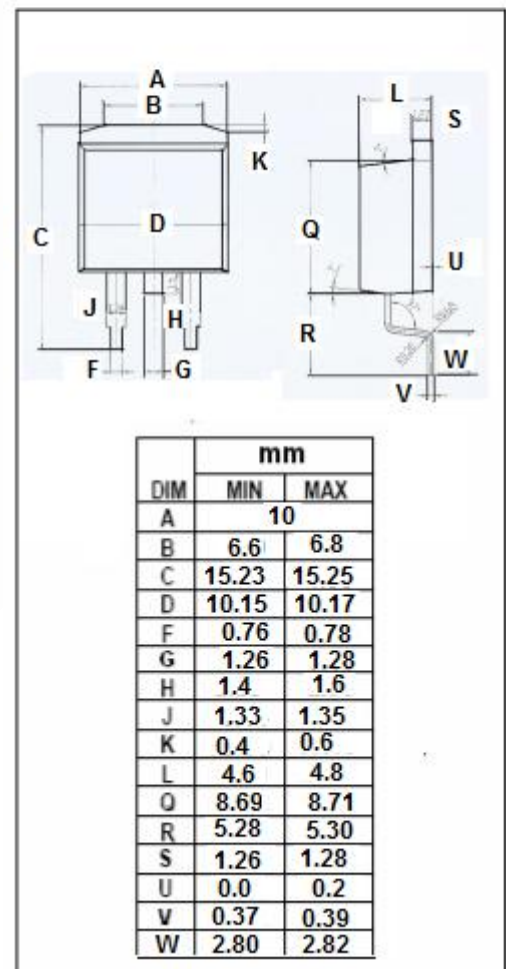 A
B
L
S
K
C
D
Q
U
J
H
R
W
F
G
V
mm
DIM MIN MAX
A 10
B 6.6 6.8
C 15.23 15.25
D 10.15 10.17
F 0.76 0.78
G 1.26 1.28
H 1.4 1.6
J 1.33 1.35
K 0.4 0.6
L 4.6 4.8
Q 8.69 8.71
R 5.28 5.30
S 1.26 1.28
U 0.0 0.2
V 0.37 0.39
W 2.80 2.82